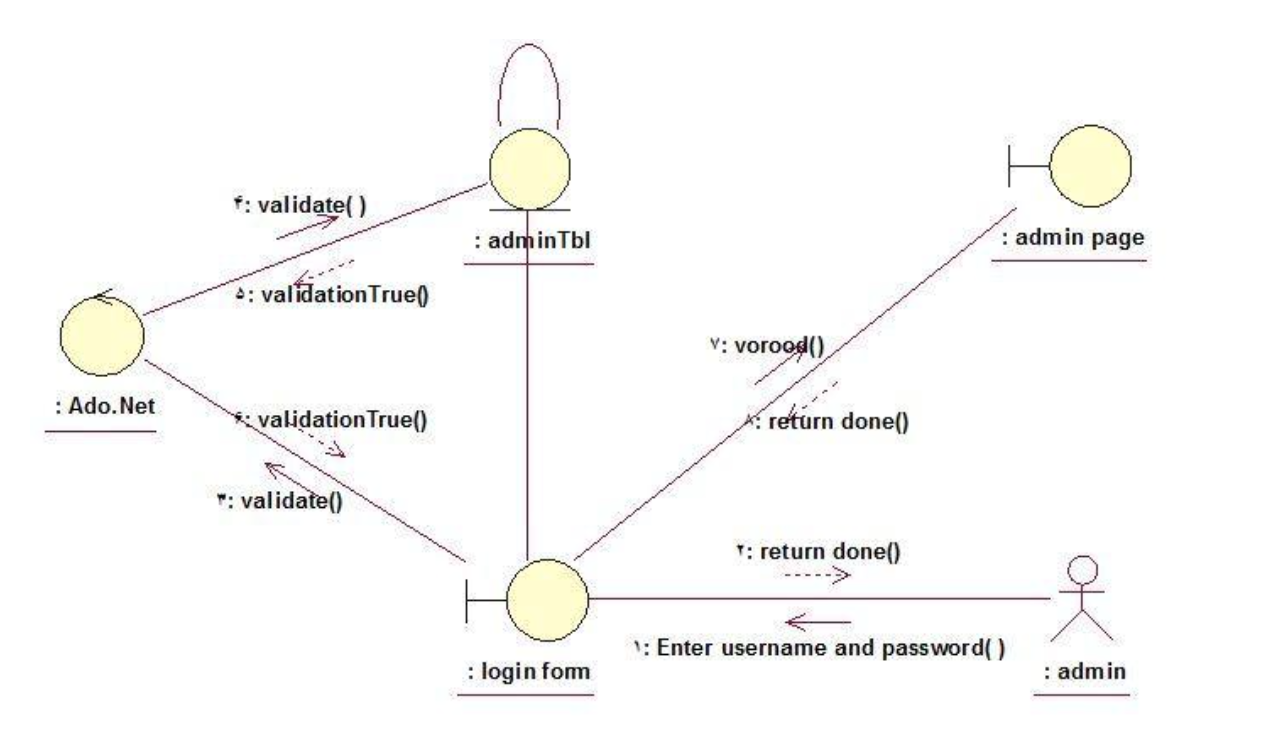 ۴: validate( )
: adminTbl
: admin page
۵: validationTrue()
۷: vorood()
: Ado.Net
۶: validationTrue()
۸: return done()
۳: validate()
۲: return done()
۱: Enter username and password( )
: login form
: admin